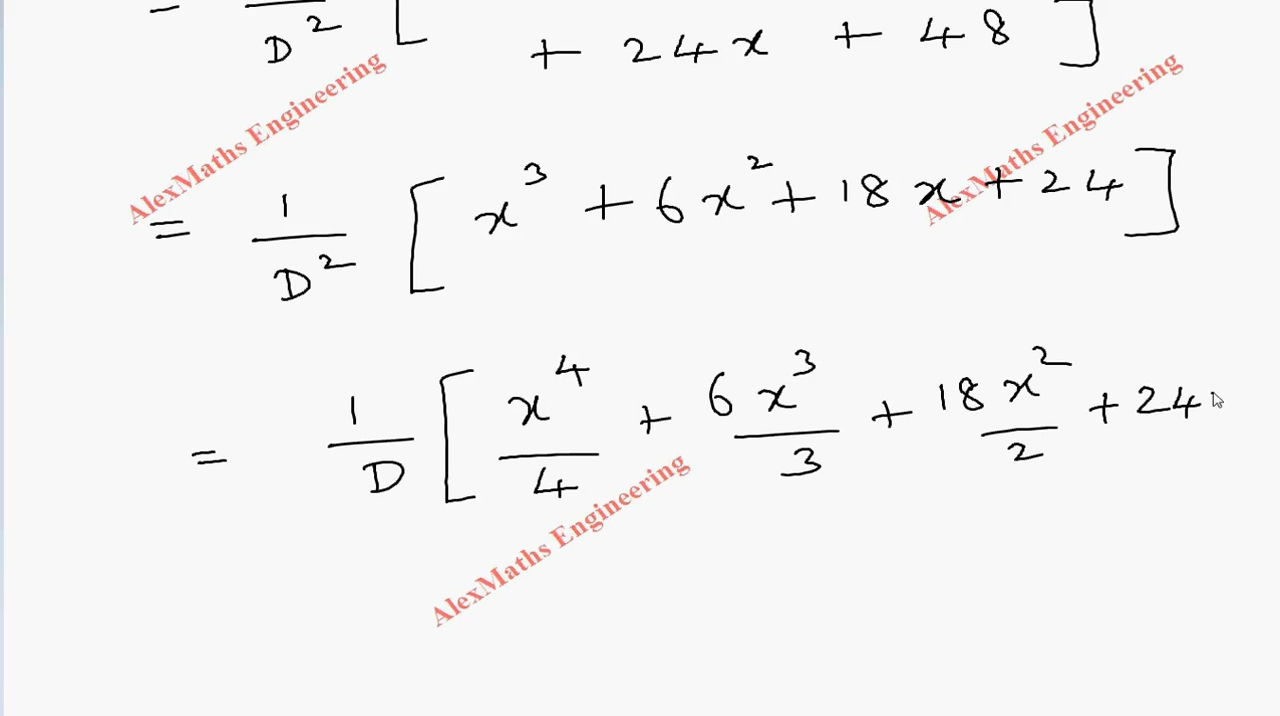 - 1/D² [ + 24x + 48 ]
= 1/D² [ x³ + 6x² + 18x + 24 ]
= 1/D [ x⁴/4 + 6x³/3 + 18x²/2 + 24
AlexMaths Engineering
AlexMaths Engineering
AlexMaths Engineering